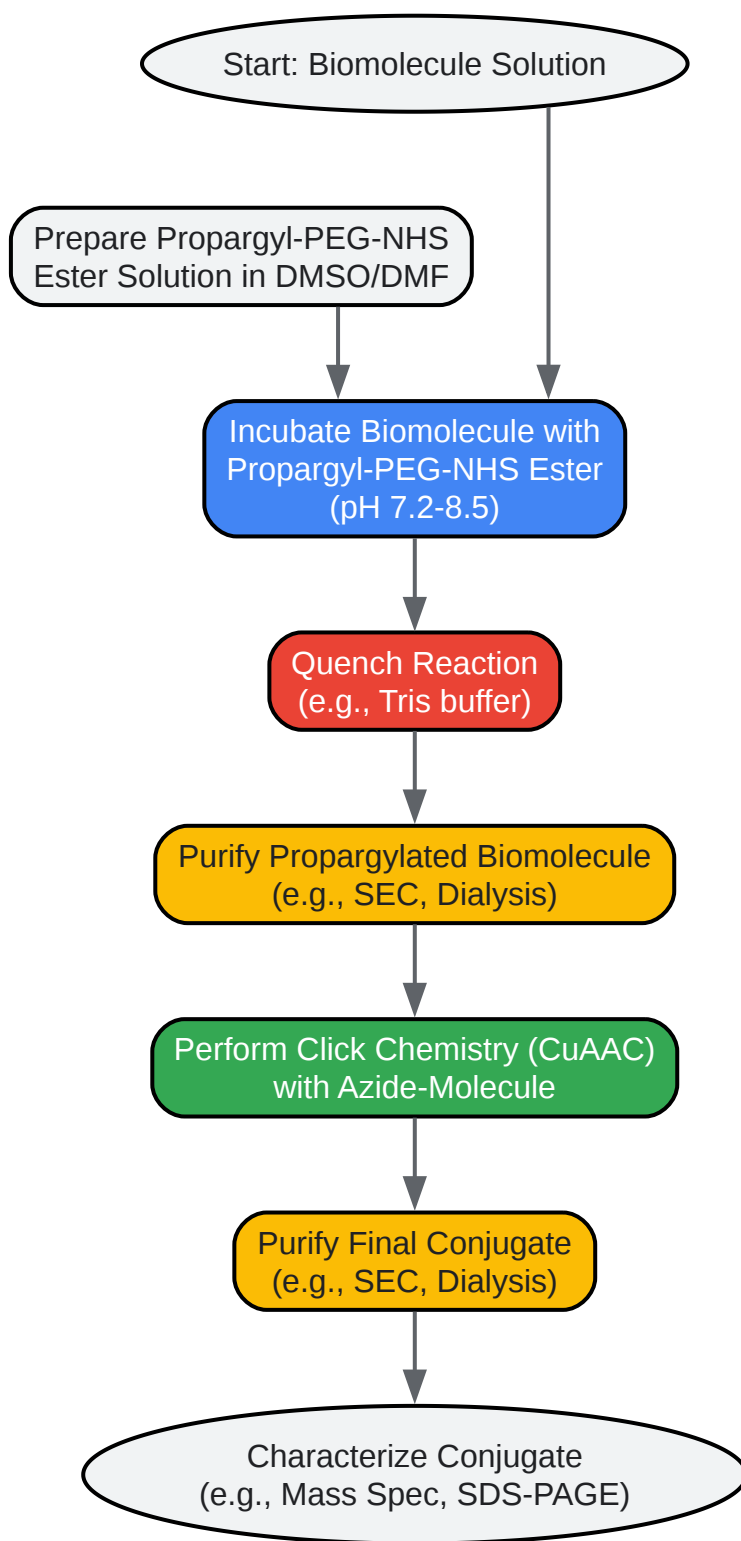 Start: Biomolecule Solution
Prepare Propargyl-PEG-NHS
Ester Solution in DMSO/DMF
Incubate Biomolecule with
Propargyl-PEG-NHS Ester
(pH 7.2-8.5)
Quench Reaction
(e.g., Tris buffer)
Purify Propargylated Biomolecule
(e.g., SEC, Dialysis)
Perform Click Chemistry (CuAAC)
with Azide-Molecule
Purify Final Conjugate
(e.g., SEC, Dialysis)
Characterize Conjugate
(e.g., Mass Spec, SDS-PAGE)